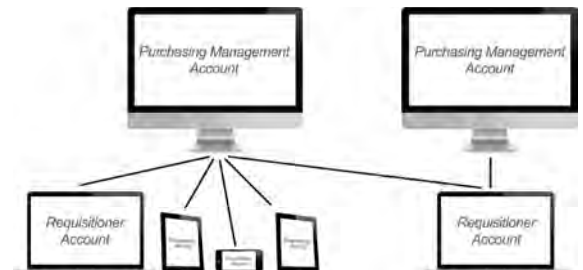 Purchasing Management
Account
Purchasing Management
Account
Requisitioner
Account
Requisitioner
Account